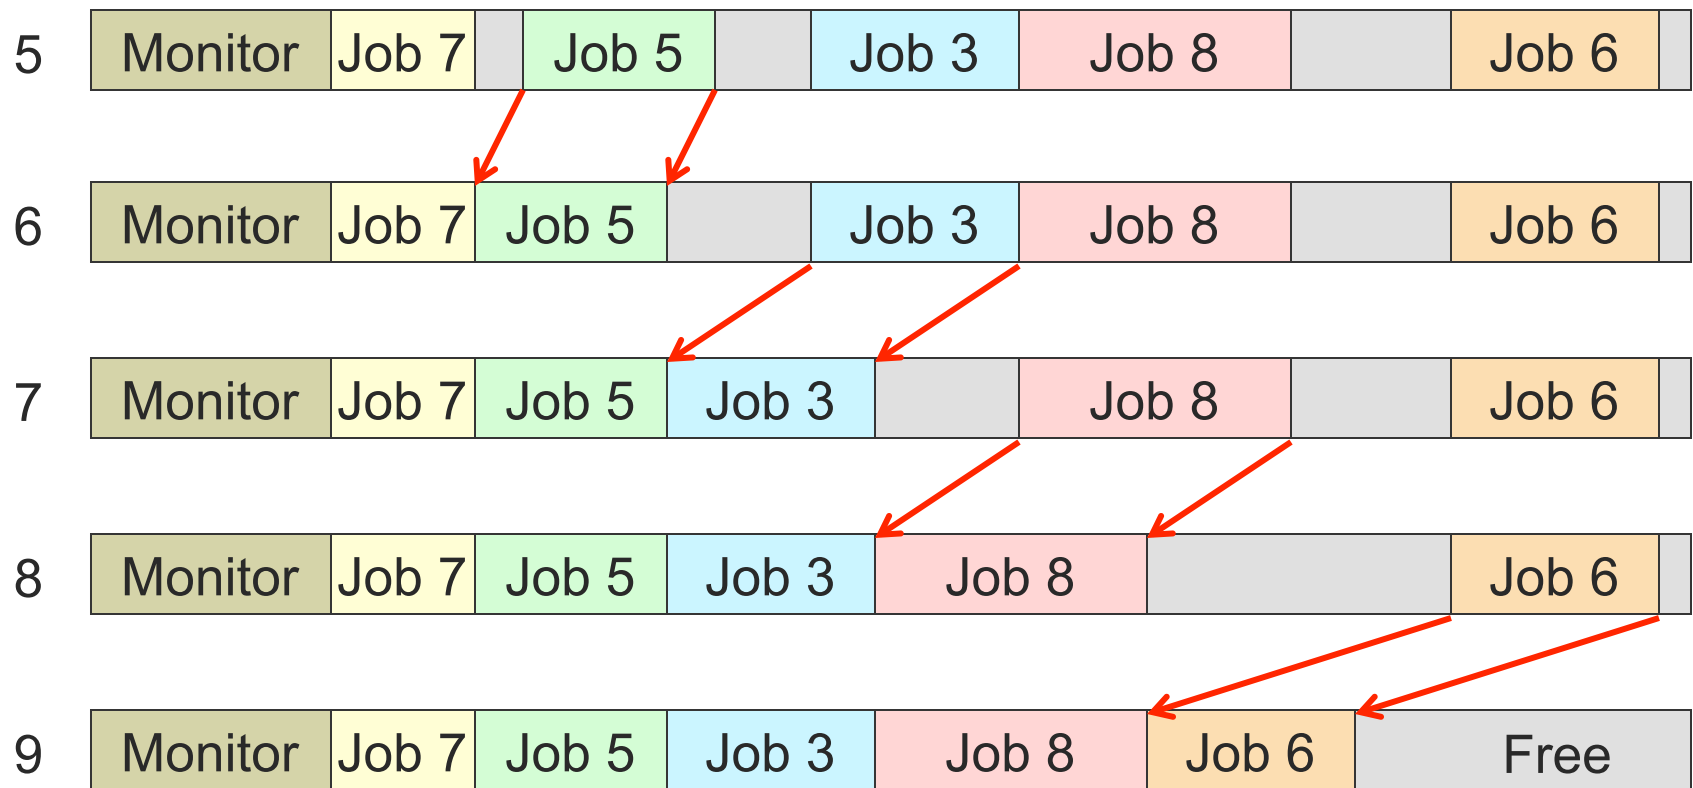 5 Monitor Job 7 Job 5 Job 3 Job 8 Job 6
6 Monitor Job 7 Job 5 Job 3 Job 8 Job 6
7 Monitor Job 7 Job 5 Job 3 Job 8 Job 6
8 Monitor Job 7 Job 5 Job 3 Job 8 Job 6
9 Monitor Job 7 Job 5 Job 3 Job 8 Job 6 Free